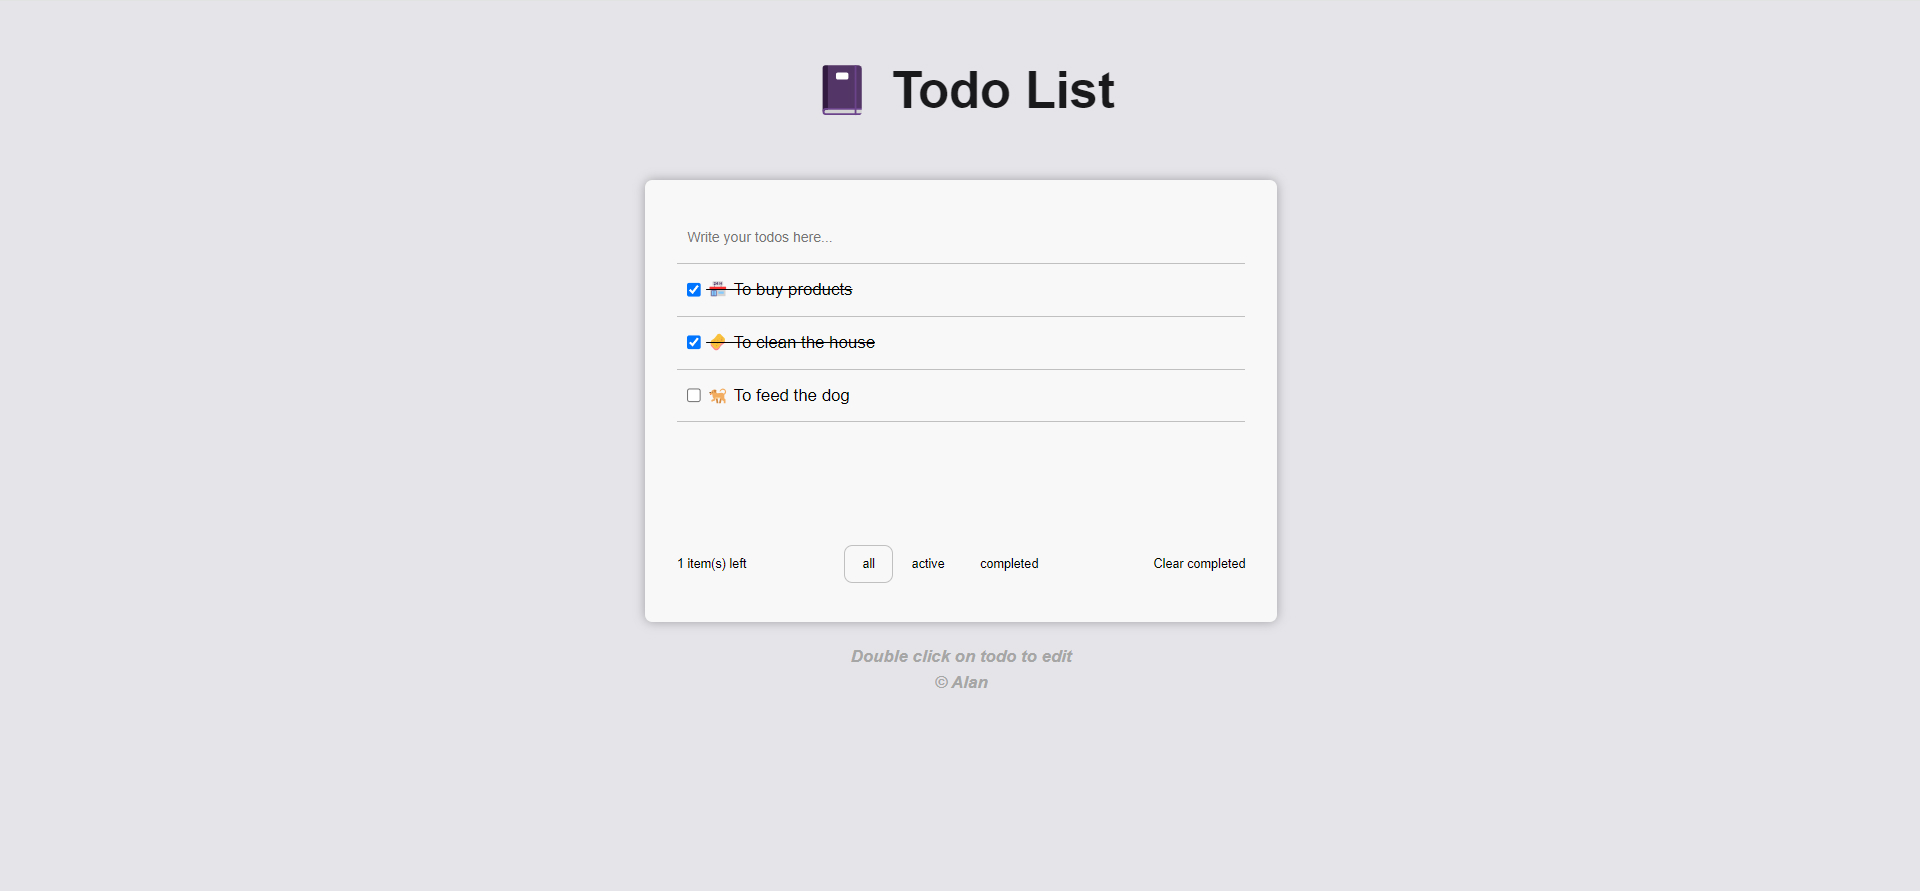 Todo List
Write your todos here...
To buy products
To clean the house
To feed the dog
1 item(s) left all active completed Clear completed
Double click on todo to edit
© Alan